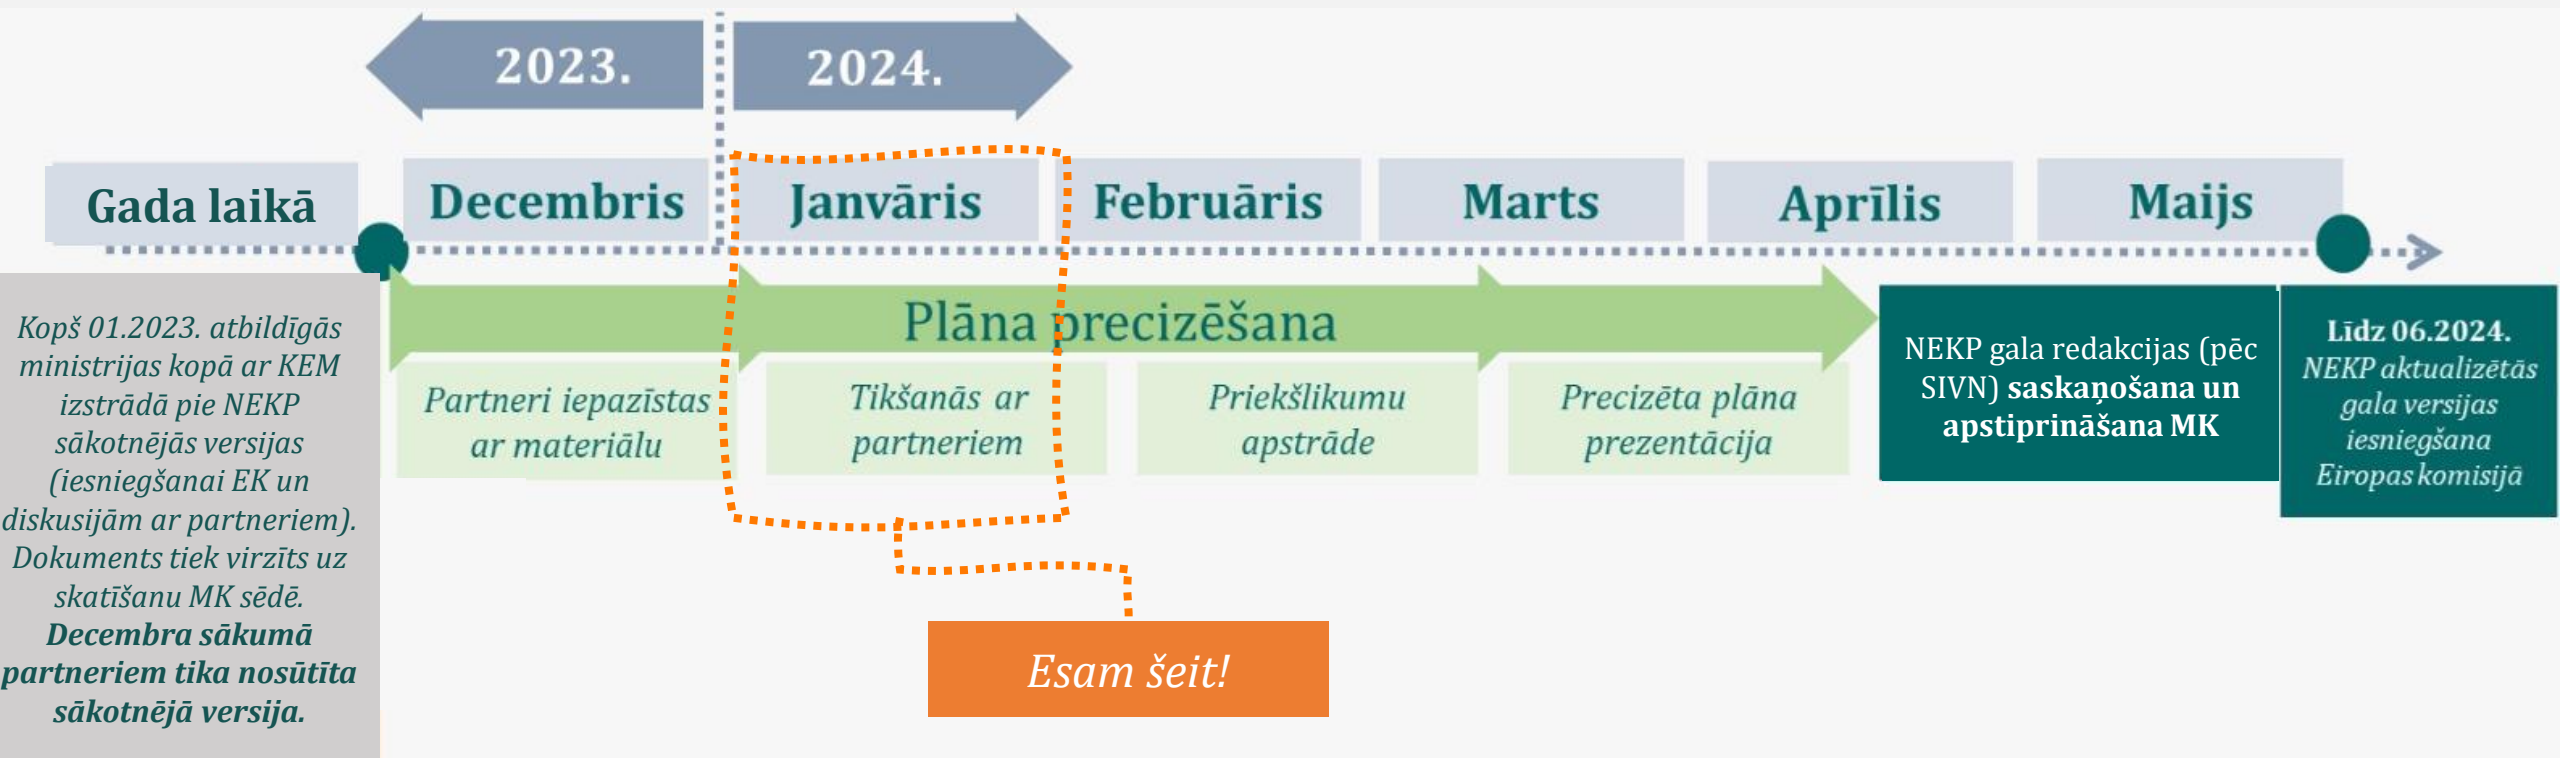 2023.
2024.
Gada laikā
Decembris
Janvāris
Februāris
Marts
Aprīlis
Maijs
Kopš 01.2023. atbildīgās
ministrijas kopā ar KEM
izstrādā pie NEKP
sākotnējās versijas
(iesniegšanai EK un
diskusijām ar partneriem).
Dokuments tiek virzīts uz
skatīšanu MK sēdē.
Decembra sākumā
partneriem tika nosūtīta
sākotnējā versija.
Plāna precizēšana
Partneri iepazīstas
ar materiālu
Tikšanās ar
partneriem
Priekšlikumu
apstrāde
Precizēta plāna
prezentācija
NEKP gala redakcijas (pēc
SIVN) saskaņošana un
apstiprināšana MK
Līdz 06.2024.
NEKP aktualizētās
gala versijas
iesniegšana
Eiropas komisijā
Esam šeit!